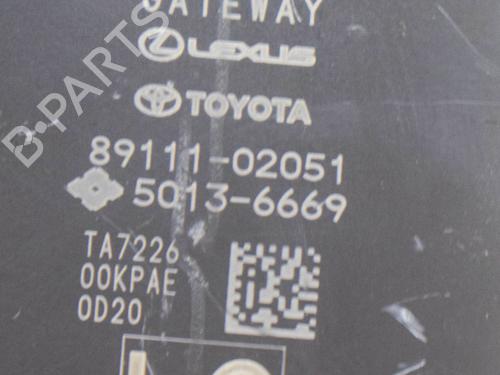 GATEWAY
LEXUS
TOYOTA
89111-02051
5013-6669
TA7226
00KPAE
0D20
B-PARTS